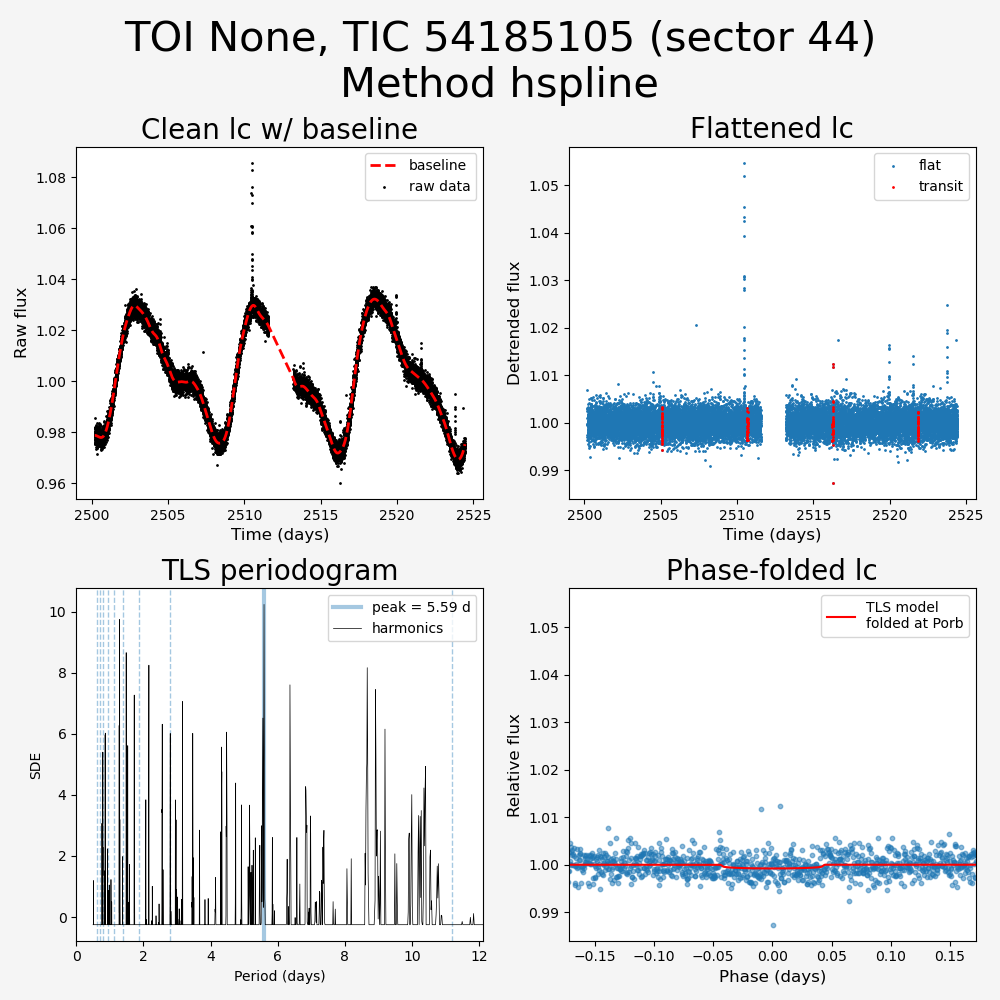 TOI None, TIC 54185105 (sector 44)
Method hspline
Clean lc w/ baseline
Flattened lc
baseline
raw data
flat
transit
1.08
1.06
1.04
1.02
1.00
0.98
0.96
Raw flux
2500
2505
2510
2515
2520
2525
Time (days)
1.05
1.04
1.03
1.02
1.01
1.00
0.99
Detrended flux
2500
2505
2510
2515
2520
2525
Time (days)
TLS periodogram
Phase-folded lc
peak = 5.59 d
harmonics
TLS model
folded at Porb
10
8
6
4
2
0
SDE
0
2
4
6
8
10
12
Period (days)
1.05
1.04
1.03
1.02
1.01
1.00
0.99
Relative flux
−0.15
−0.10
−0.05
0.00
0.05
0.10
0.15
Phase (days)